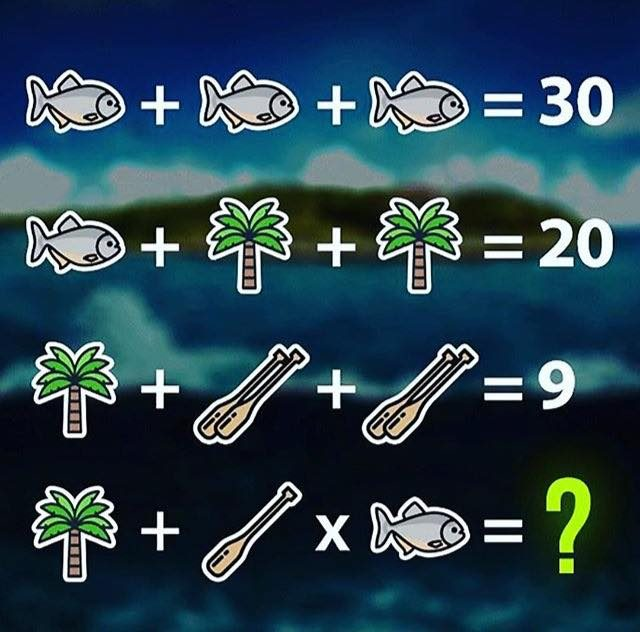 + + = 30
+ + = 20
+ + = 9
+ x = ?